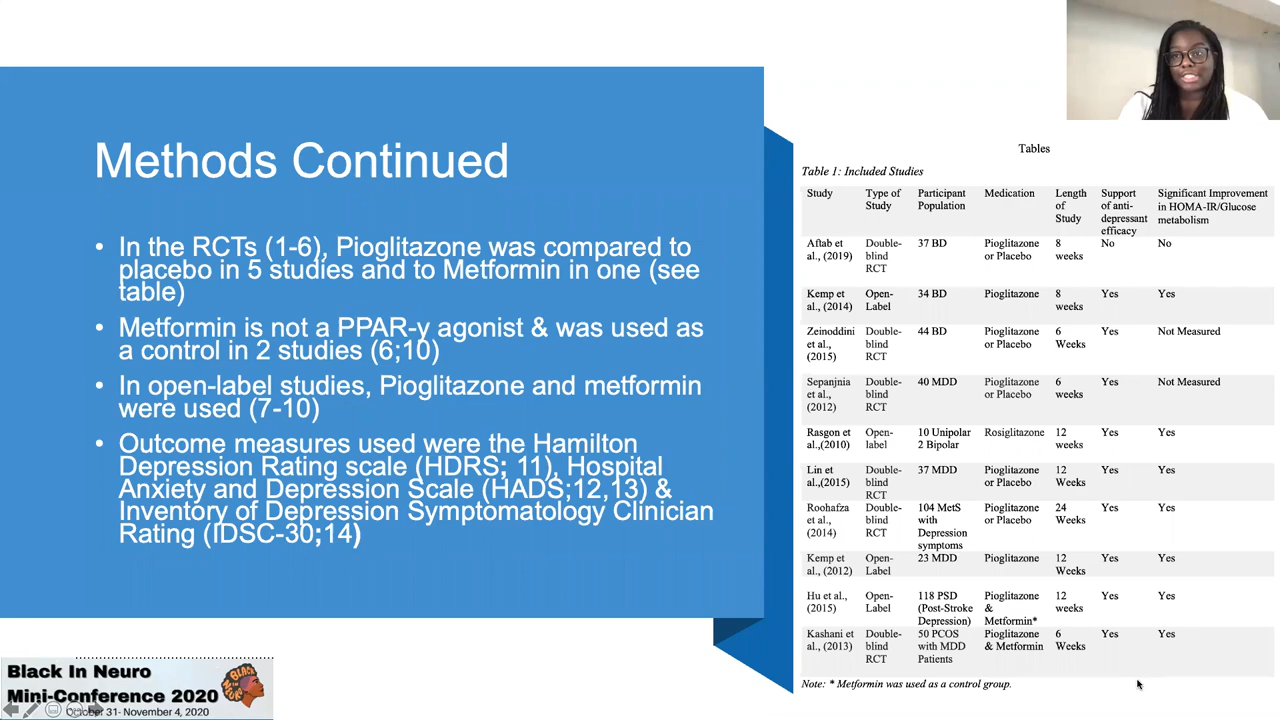 Methods Continued
• In the RCTs (1-6), Pioglitazone was compared to
placebo in 5 studies and to Metformin in one (see
table)
• Metformin is not a PPAR-y agonist & was used as
a control in 2 studies (6;10)
• In open-label studies, Pioglitazone and metformin
were used (7-10)
• Outcome measures used were the Hamilton
Depression Rating scale (HDRS; 11), Hospital
Anxiety and Depression Scale (HADS;12,13) &
Inventory of Depression Symptomatology Clinician
Rating (IDSC-30;14)
Tables
Table 1: Included Studies
Study Type of Participant Medication Length Support Significant Improvement
Study Population of of anti- in HOMA-IR/Glucose
Study depressant metabolism
efficacy
Aftab et Double- 37 BD Pioglitazone 8 No No
al., (2019) blind or Placebo weeks
RCT
Kemp et Open- 34 BD Pioglitazone 8 Yes Yes
al., (2014) Label weeks
Zeinoddini Double- 44 BD Pioglitazone 6 Yes Not Measured
et al., blind or Placebo Weeks
(2015) RCT
Sepanjnia Double- 40 MDD Pioglitazone 6 Yes Not Measured
et al., blind or Placebo weeks
(2012) RCT
Rasgon et Open- 10 Unipolar Rosiglitazone 12 Yes Yes
al.,(2010) label 2 Bipolar weeks
Lin et Double- 37 MDD Pioglitazone 12 Yes Yes
al.,(2015) blind or Placebo Weeks
RCT
Roohafza Double- 104 MetS Pioglitazone 24 Yes Yes
et al., blind with or Placebo Weeks
(2014) RCT Depression
symptoms
Kemp et Open- 23 MDD Pioglitazone 12 Yes Yes
al., (2012) Label Weeks
Hu et al., Open- 118 PSD Pioglitazone 12 Yes Yes
(2015) Label (Post-Stroke & weeks
Depression) Metformin*
Kashani et Double- 50 PCOS Pioglitazone 6 Yes Yes
al., (2013) blind with MDD & Metformin Weeks
RCT Patients
Note: * Metformin was used as a control group.
Black In Neuro
Mini-Conference 2020
October 31- November 4, 2020